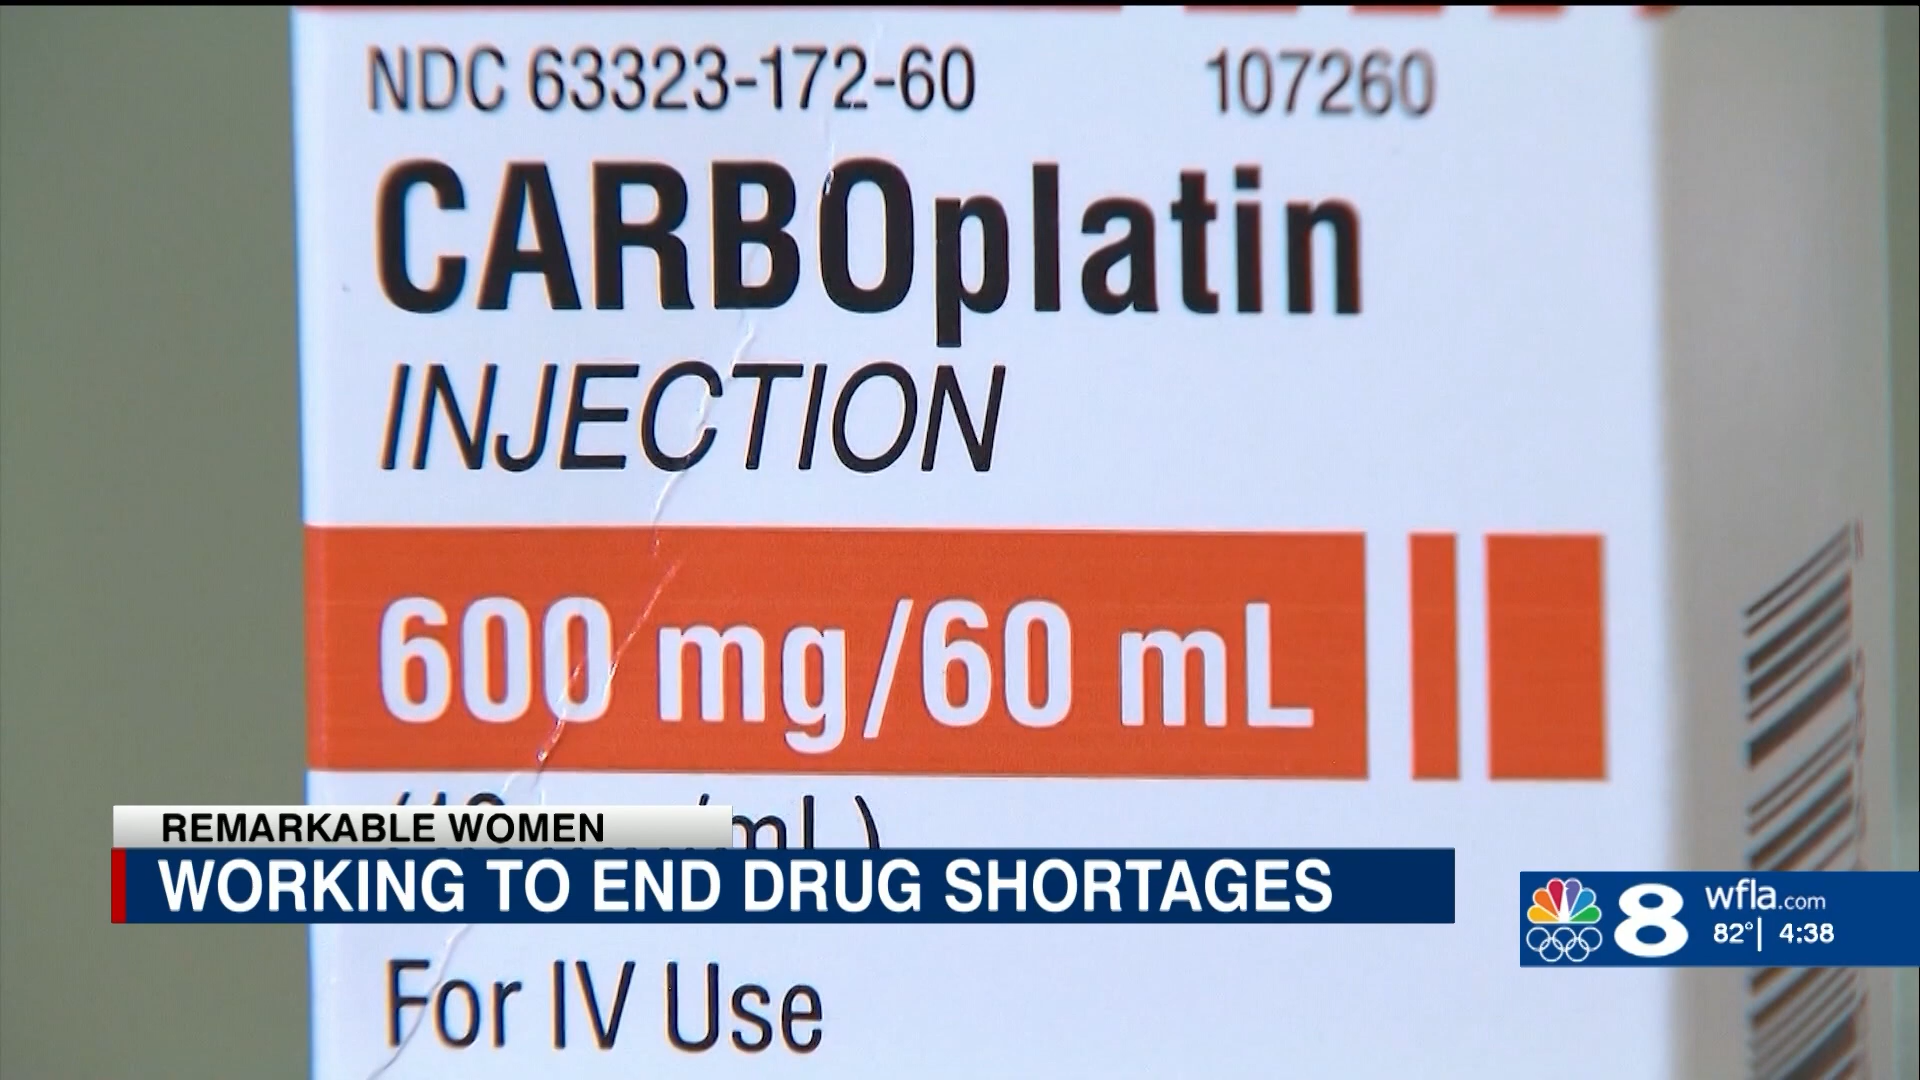 NDC 63323-172-60 107260
CARBOplatin
INJECTION
600 mg/60 mL
mL)
REMARKABLE WOMEN
WORKING TO END DRUG SHORTAGES
8 wfla.com
82° 4:38
For IV Use